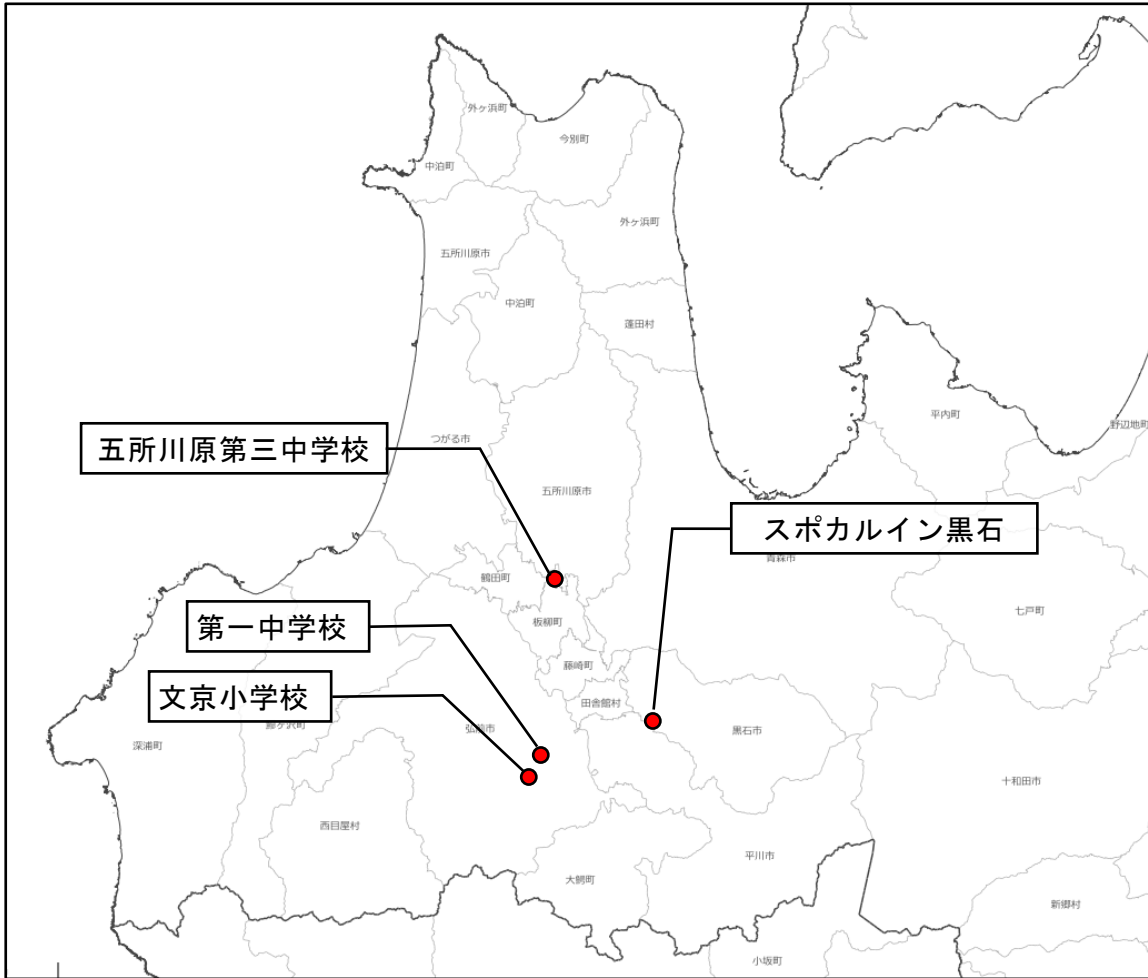 外ヶ浜町
今別町
中泊町
外ヶ浜町
五所川原市
中泊町
蓬田村
平内町
野辺地町
つがる市
五所川原第三中学校
五所川原市
スポカルイン黒石
青森市
鶴田町
七戸町
板柳町
第一中学校
藤崎町
文京小学校
田舎館村
鰺ヶ沢町
弘前市
黒石市
深浦町
十和田市
西目屋村
平川市
大鰐町
新郷村
小坂町